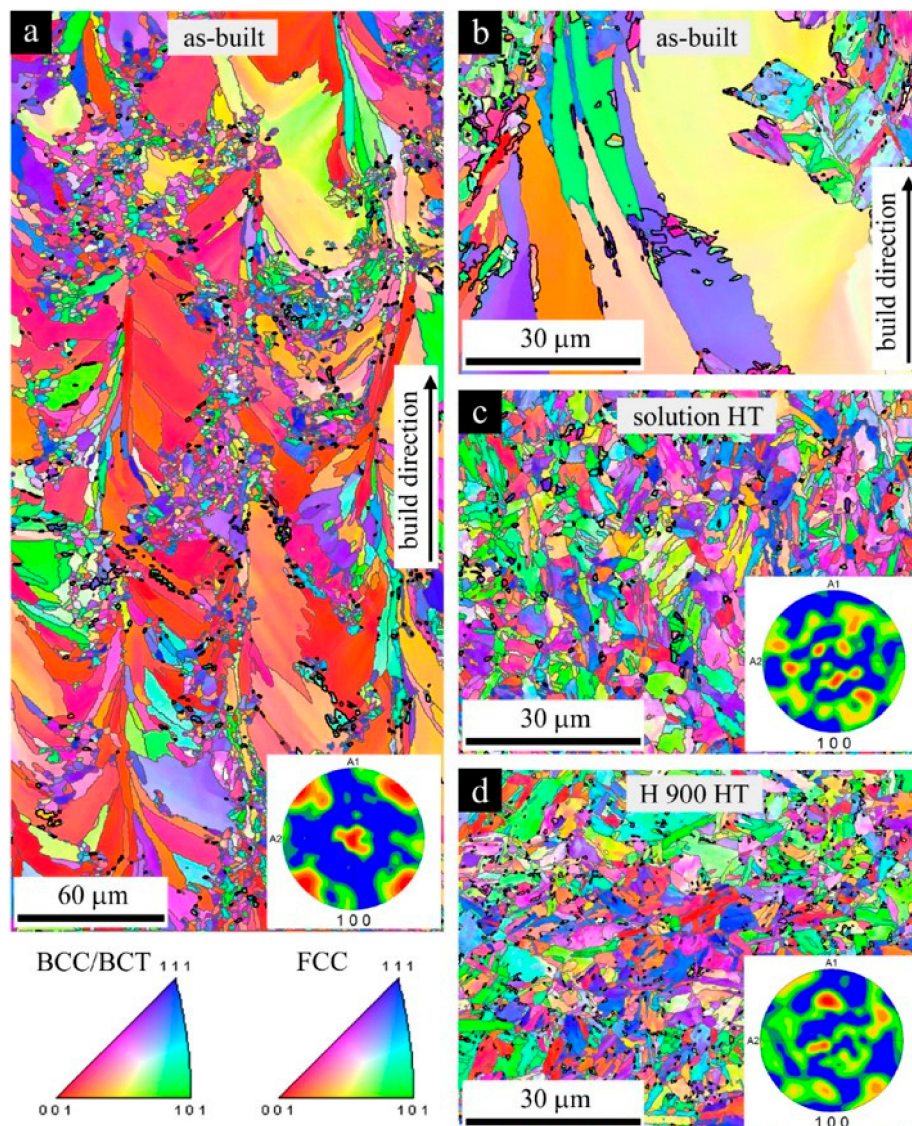 a
as-built
build direction
60 μm
A1
A2
1 0 0
b
as-built
build direction
30 μm
c
solution HT
30 μm
A1
A2
1 0 0
d
H 900 HT
30 μm
A1
A2
1 0 0
BCC/BCT
1 1 1
0 0 1
1 0 1
FCC
1 1 1
0 0 1
1 0 1